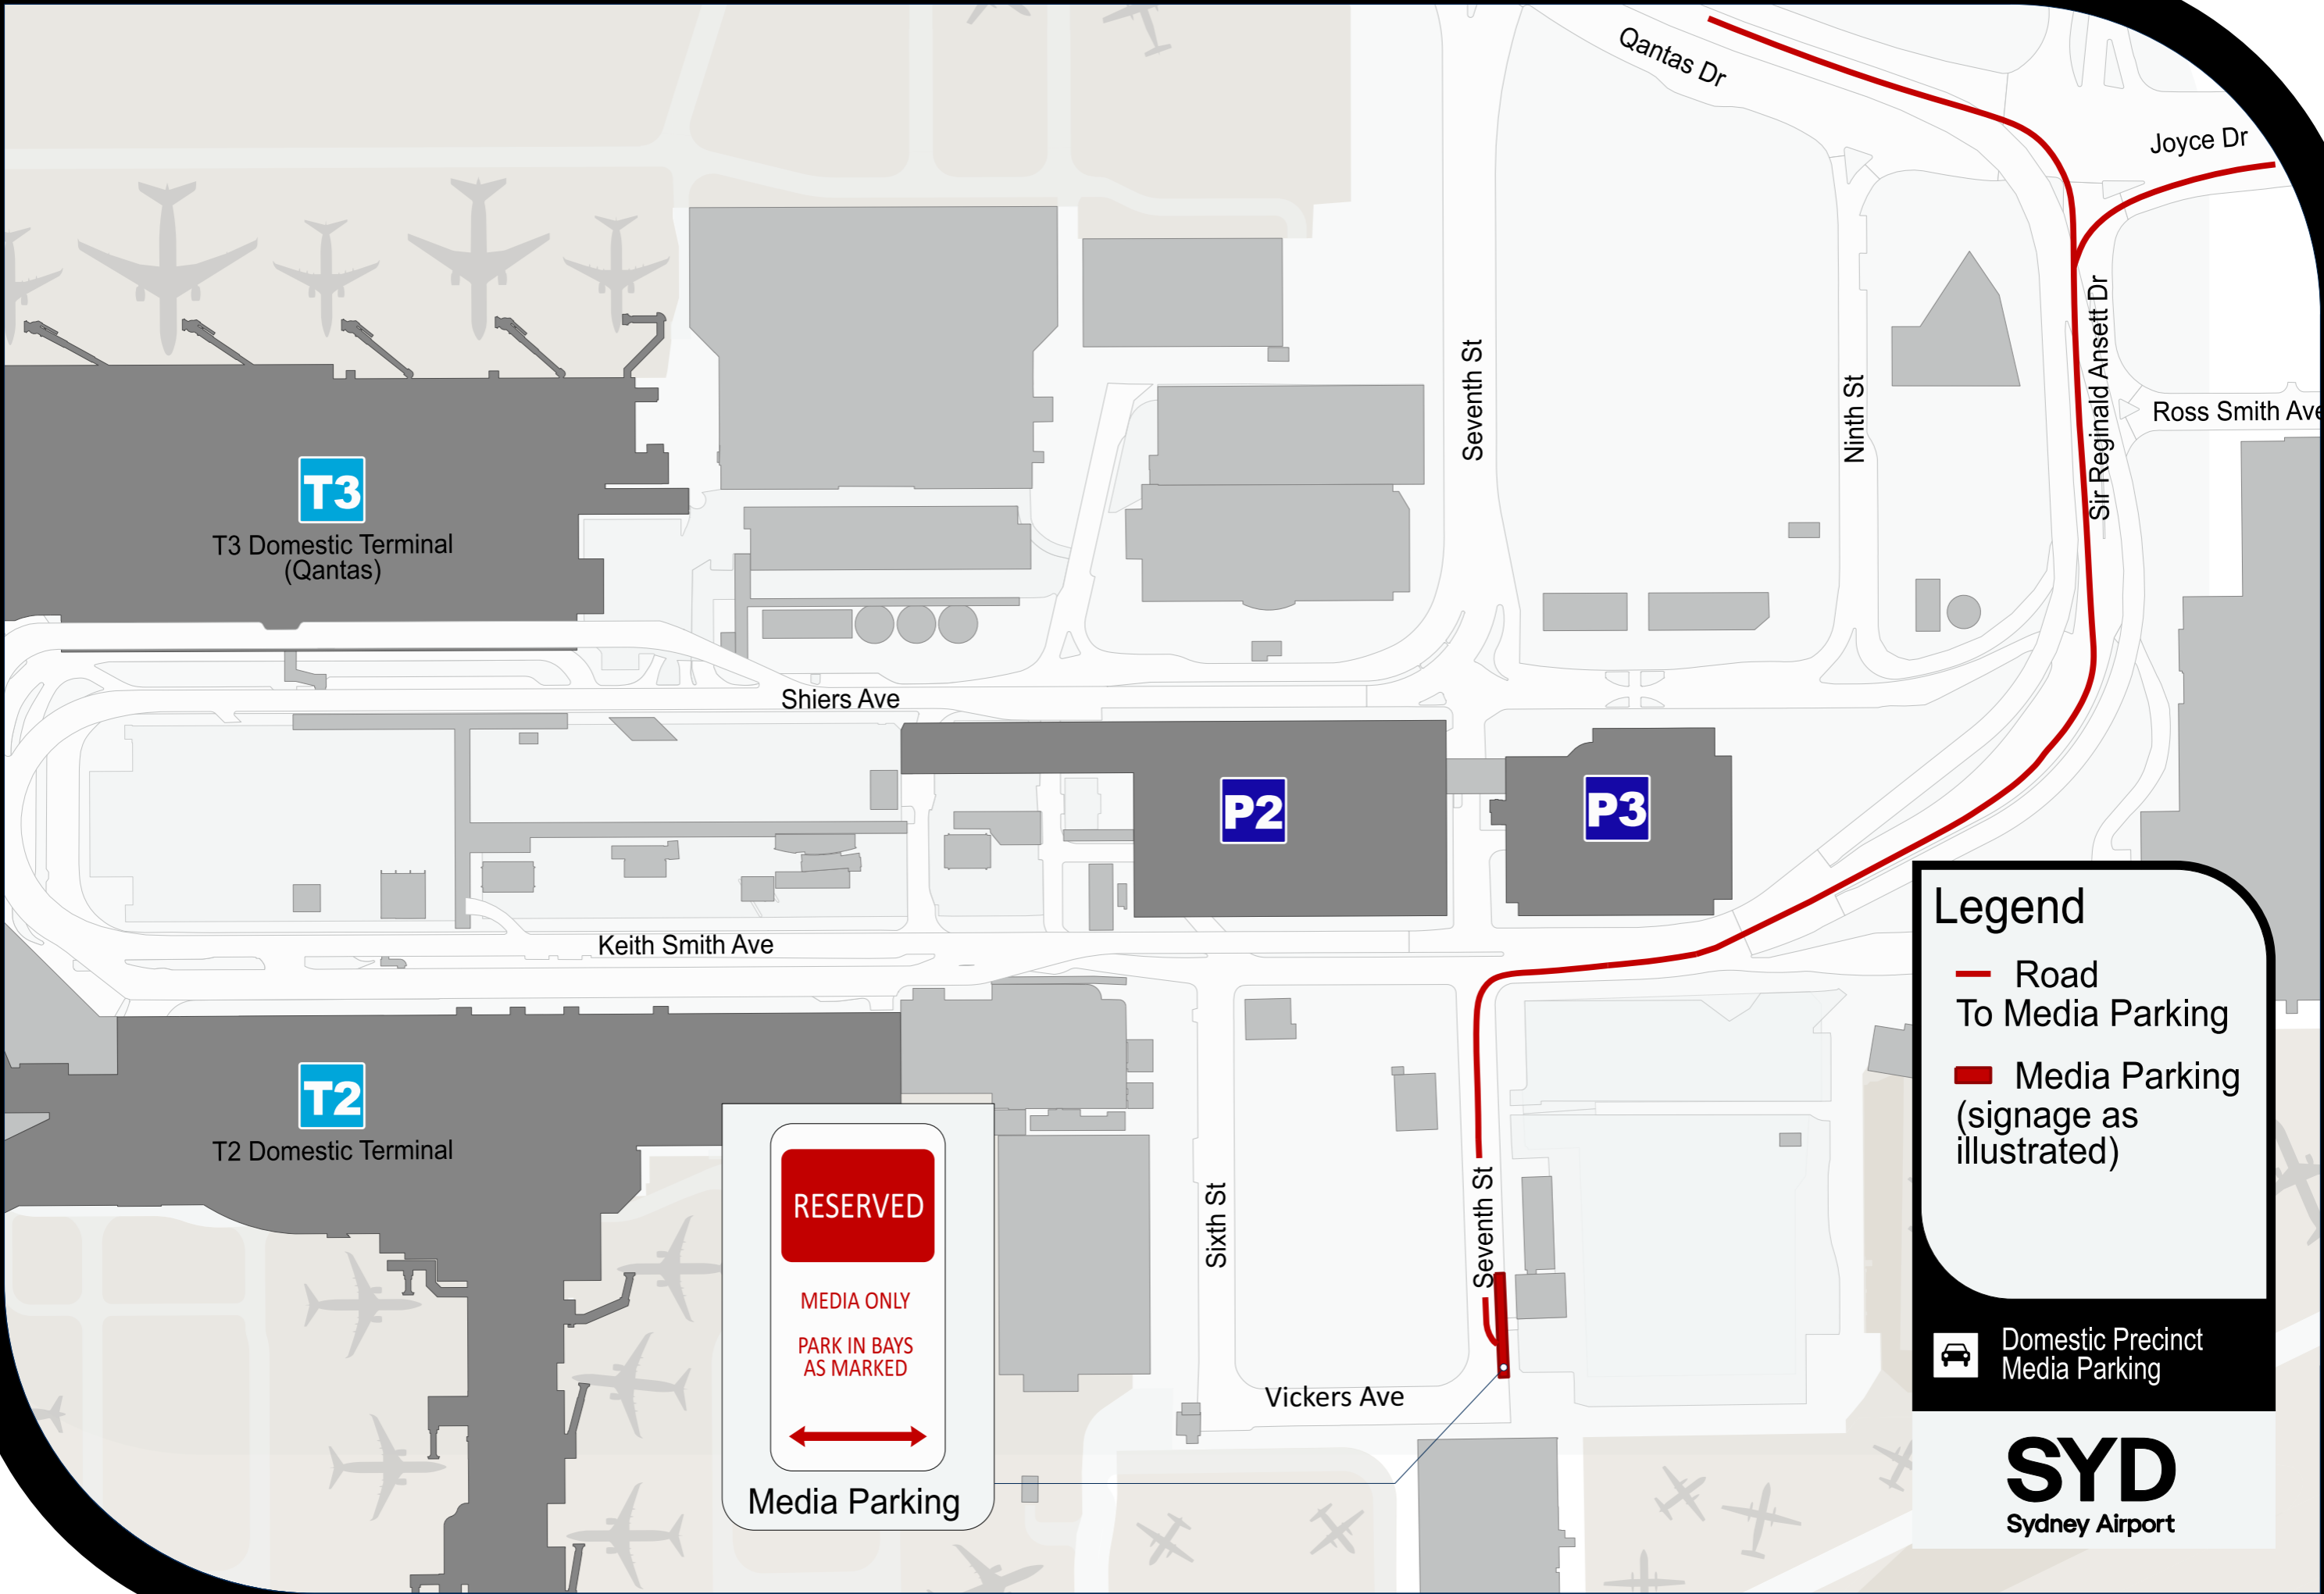 Qantas Dr
Joyce Dr
Sir Reginald Ansett Dr
Seventh St
Ninth St
Ross Smith Ave
T3
T3 Domestic Terminal
(Qantas)
Shiers Ave
P2
P3
Keith Smith Ave
T2
T2 Domestic Terminal
Sixth St
Seventh St
Vickers Ave
RESERVED
MEDIA ONLY
PARK IN BAYS
AS MARKED
Media Parking
Legend
Road
To Media Parking
Media Parking
(signage as
illustrated)
Domestic Precinct
Media Parking
SYD
Sydney Airport